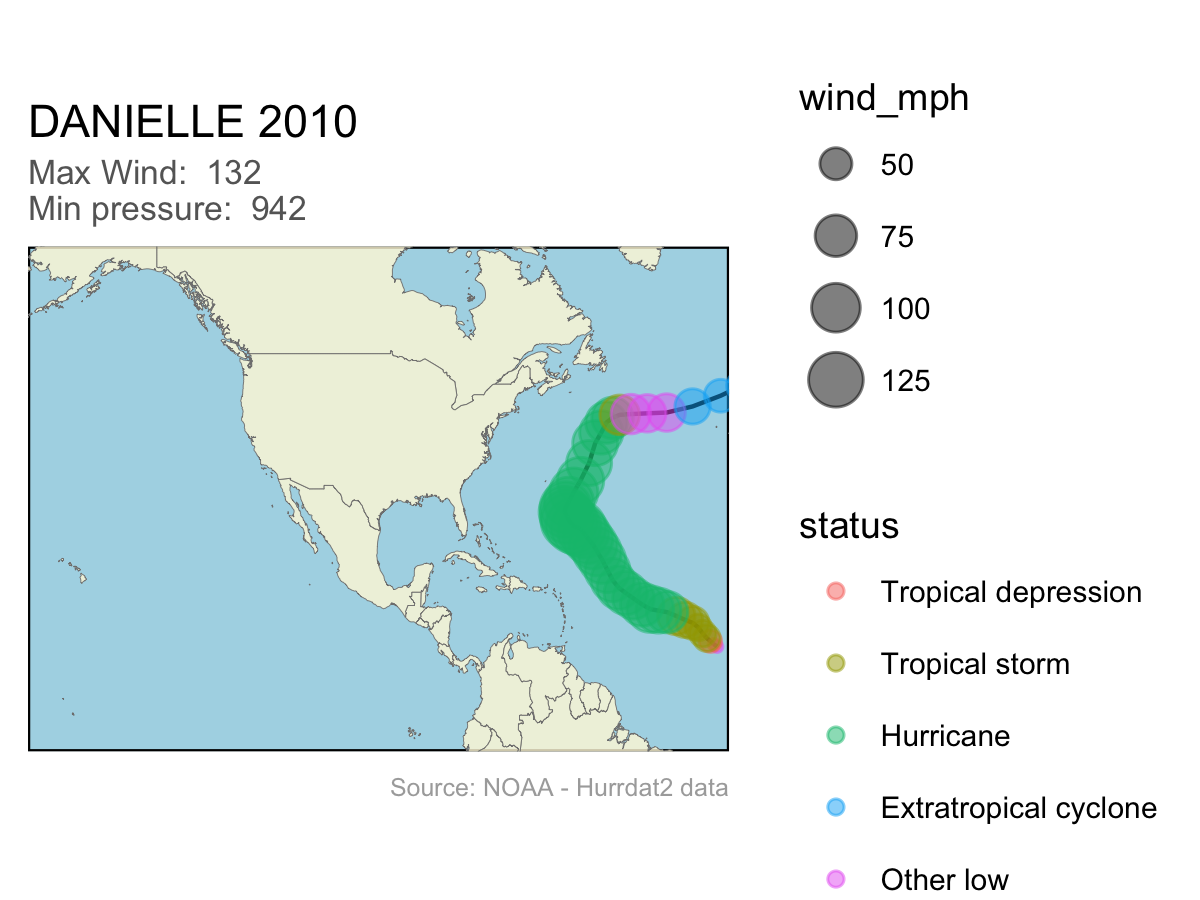 DANIELLE 2010
Max Wind:  132
Min pressure:  942
Source: NOAA - Hurrdat2 data
wind_mph
50
75
100
125
status
Tropical depression
Tropical storm
Hurricane
Extratropical cyclone
Other low